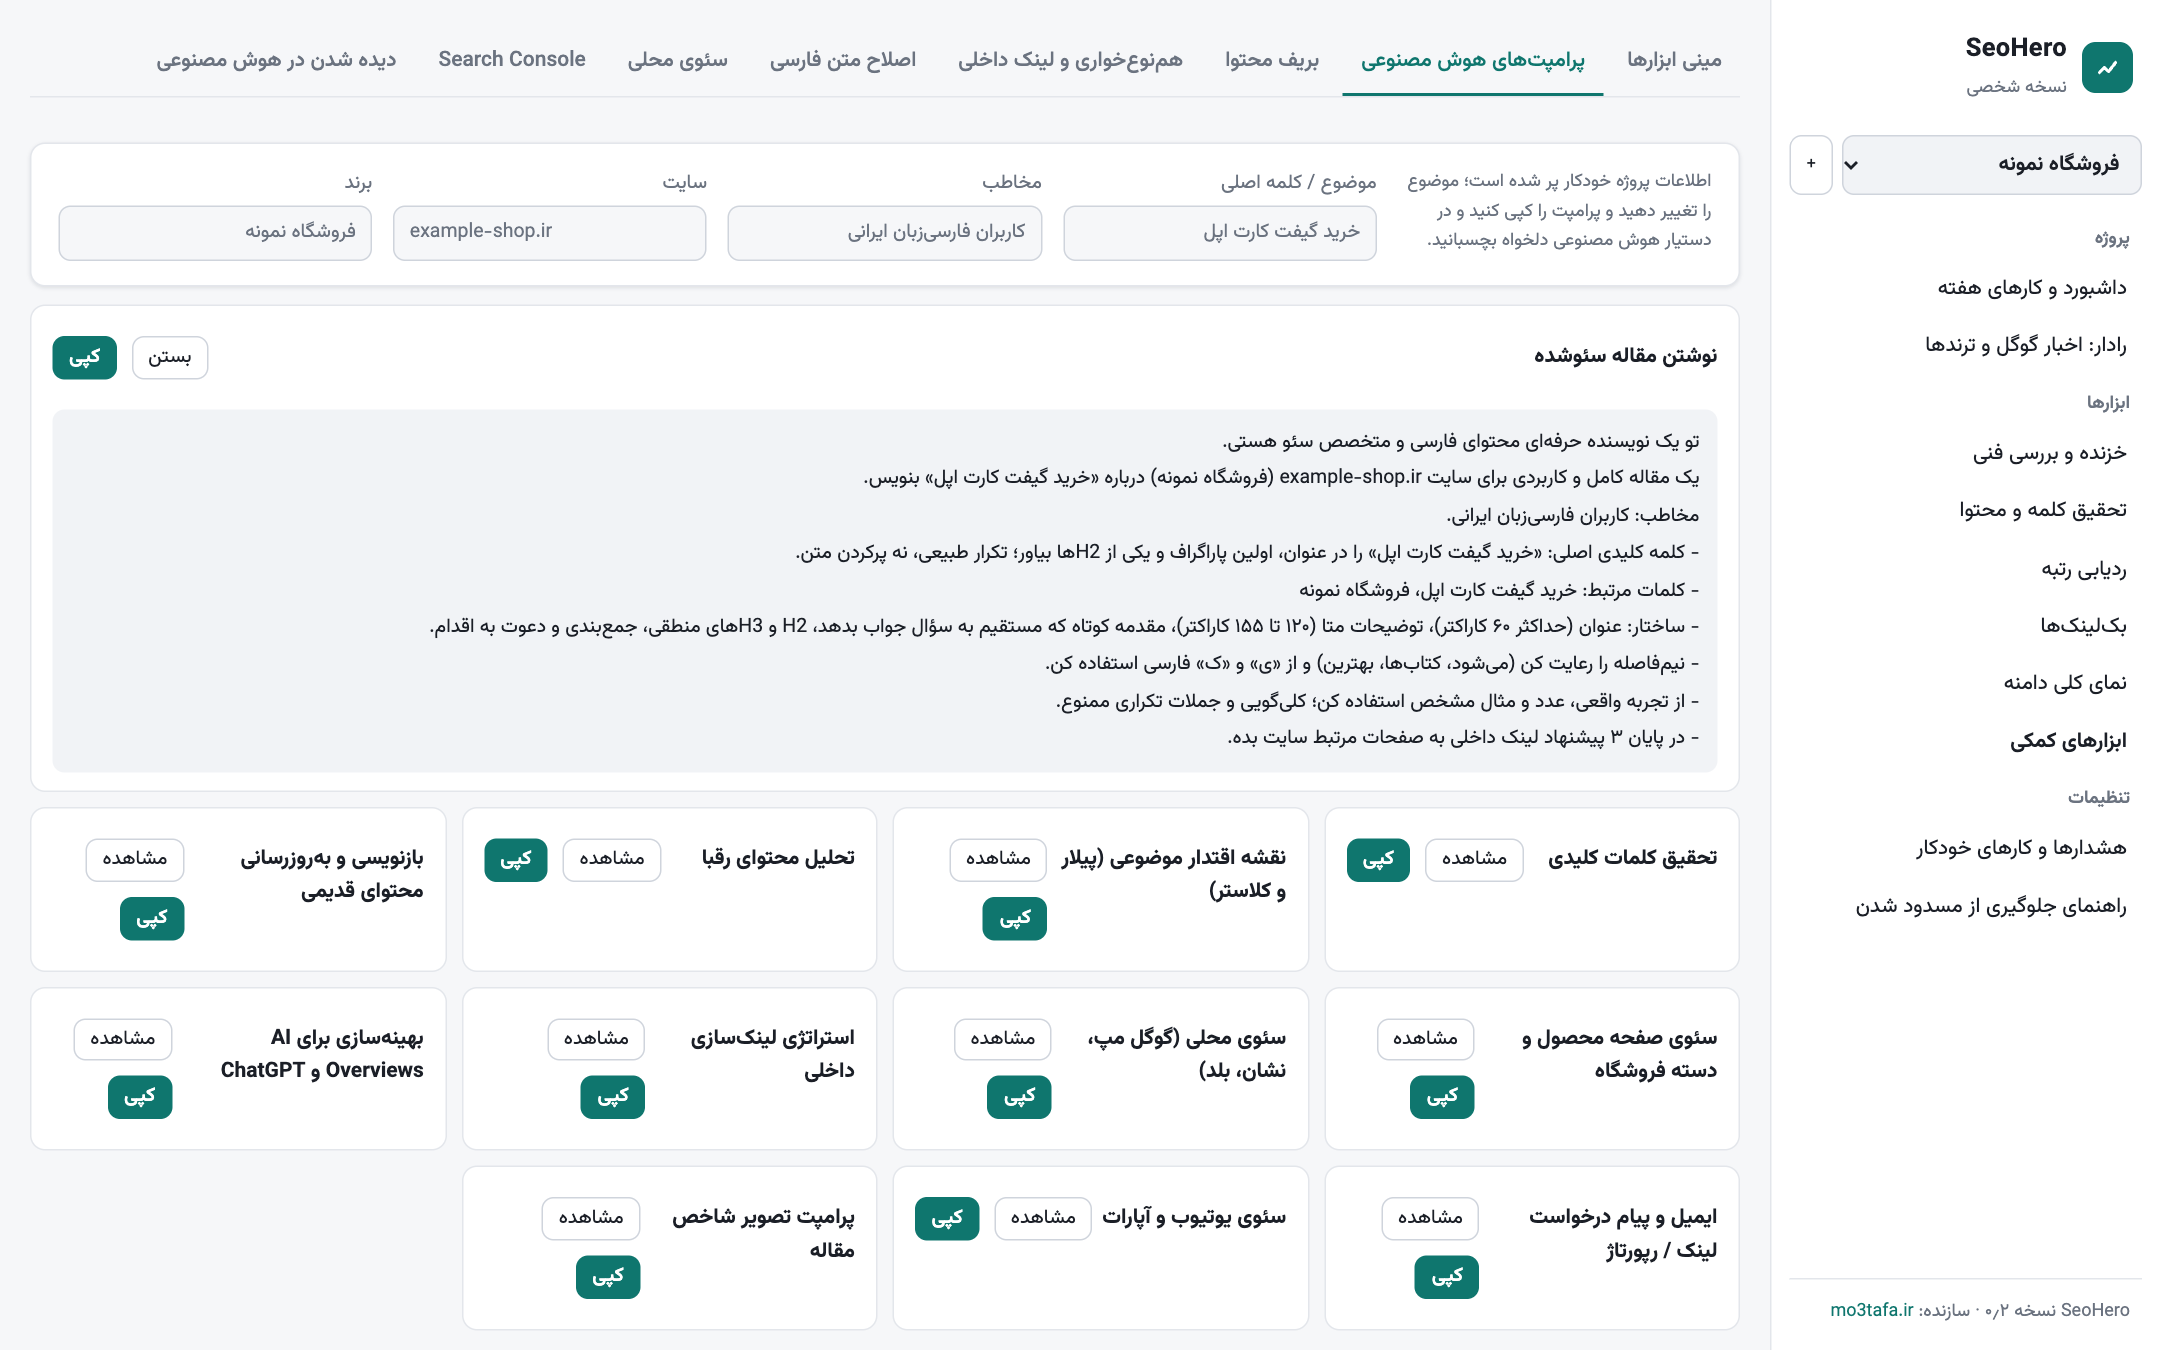 SeoHero
نسخه شخصی
فروشگاه نمونه
+
پروژه
داشبورد و کارهای هفته
رادار: اخبار گوگل و ترندها
ابزارها
خزنده و بررسی فنی
تحقیق کلمه و محتوا
ردیابی رتبه
بک‌لینک‌ها
نمای کلی دامنه
ابزارهای کمکی
تنظیمات
هشدارها و کارهای خودکار
راهنمای جلوگیری از مسدود شدن
SeoHero نسخه ۰٫۲ · سازنده: mo3tafa.ir
مینی ابزارها
پرامپت‌های هوش مصنوعی
بریف محتوا
هم‌نوع‌خواری و لینک داخلی
اصلاح متن فارسی
سئوی محلی
Search Console
دیده شدن در هوش مصنوعی
اطلاعات پروژه خودکار پر شده است؛ موضوع
را تغییر دهید و پرامپت را کپی کنید و در
دستیار هوش مصنوعی دلخواه بچسبانید.
موضوع / کلمه اصلی
خرید گیفت کارت اپل
مخاطب
کاربران فارسی‌زبان ایرانی
سایت
example-shop.ir
برند
فروشگاه نمونه
نوشتن مقاله سئوشده
بستن
کپی
تو یک نویسنده حرفه‌ای محتوای فارسی و متخصص سئو هستی.
یک مقاله کامل و کاربردی برای سایت example-shop.ir (فروشگاه نمونه) درباره «خرید گیفت کارت اپل» بنویس.
مخاطب: کاربران فارسی‌زبان ایرانی.
- کلمه کلیدی اصلی: «خرید گیفت کارت اپل» را در عنوان، اولین پاراگراف و یکی از H2ها بیاور؛ تکرار طبیعی، نه پرکردن متن.
- کلمات مرتبط: خرید گیفت کارت اپل، فروشگاه نمونه
- ساختار: عنوان (حداکثر ۶۰ کاراکتر)، توضیحات متا (۱۲۰ تا ۱۵۵ کاراکتر)، مقدمه کوتاه که مستقیم به سؤال جواب بدهد، H2 و H3های منطقی، جمع‌بندی و دعوت به اقدام.
- نیم‌فاصله را رعایت کن (می‌شود، کتاب‌ها، بهترین) و از «ی» و «ک» فارسی استفاده کن.
- از تجربه واقعی، عدد و مثال مشخص استفاده کن؛ کلی‌گویی و جملات تکراری ممنوع.
- در پایان ۳ پیشنهاد لینک داخلی به صفحات مرتبط سایت بده.
تحقیق کلمات کلیدی
مشاهده
کپی
نقشه اقتدار موضوعی (پیلار
و کلاستر)
مشاهده
کپی
تحلیل محتوای رقبا
مشاهده
کپی
بازنویسی و به‌روزرسانی
محتوای قدیمی
مشاهده
کپی
سئوی صفحه محصول و
دسته فروشگاه
مشاهده
کپی
سئوی محلی (گوگل مپ،
نشان، بلد)
مشاهده
کپی
استراتژی لینک‌سازی
داخلی
مشاهده
کپی
بهینه‌سازی برای AI
Overviews و ChatGPT
مشاهده
کپی
ایمیل و پیام درخواست
لینک / رپورتاژ
مشاهده
کپی
سئوی یوتیوب و آپارات
مشاهده
کپی
پرامپت تصویر شاخص
مقاله
مشاهده
کپی